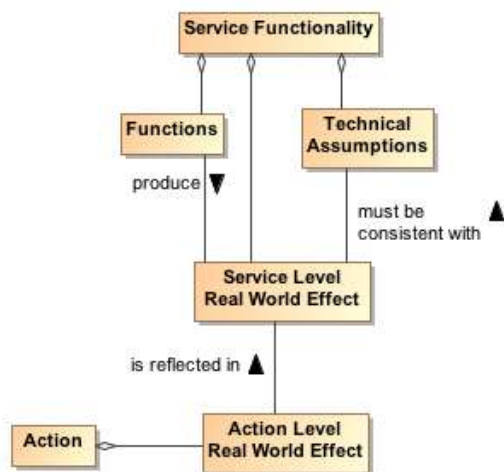 Service Functionality
Functions
Technical
Assumptions
produce
must be
consistent with
Service Level
Real World Effect
is reflected in
Action
Action Level
Real World Effect